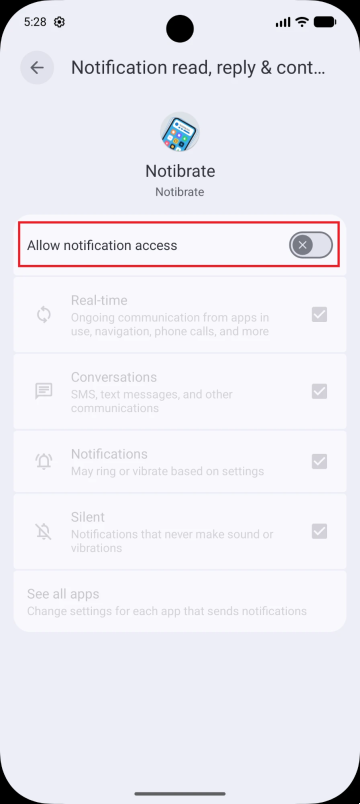 5:28
Notification read, reply & cont…
Notibrate
Notibrate
Allow notification access
Real-time
Ongoing communication from apps in
use, navigation, phone calls, and more
Conversations
SMS, text messages, and other
communications
Notifications
May ring or vibrate based on settings
Silent
Notifications that never make sound or
vibrations
See all apps
Change settings for each app that sends notifications